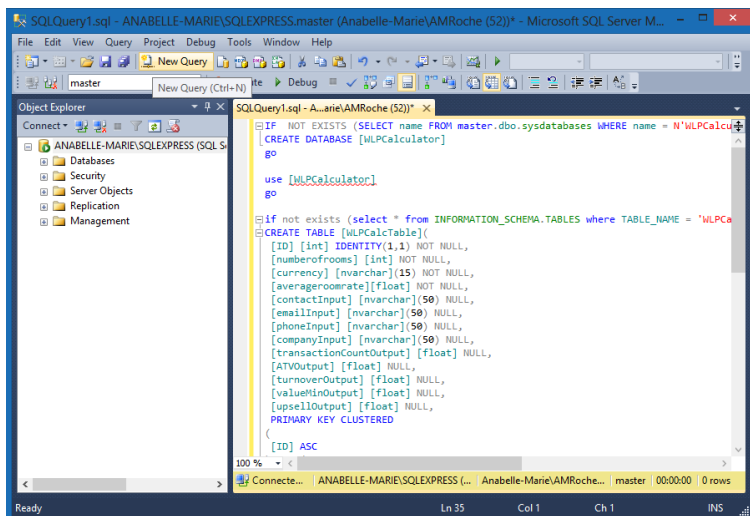 SQLQuery1.sql - ANABELLE-MARIE\SQLEXPRESS.master (Anabelle-Marie\AMRoche (52))* - Microsoft SQL Server M...
File Edit View Query Project Debug Tools Window Help
New Query
master
Debug
New Query (Ctrl+N)
Object Explorer
SQLQuery1.sql - A...arie\AMRoche (52))*
Connect
ANABELLE-MARIE\SQLEXPRESS (SQL S
Databases
Security
Server Objects
Replication
Management
IF NOT EXISTS (SELECT name FROM master.dbo.sysdatabases WHERE name = N'WLPCalcu
CREATE DATABASE [WLPCalculator]
go
use [WLPCalculator]
go
if not exists (select * from INFORMATION_SCHEMA.TABLES where TABLE_NAME = 'WLPCa
CREATE TABLE [WLPCalcTable](
[ID] [int] IDENTITY(1,1) NOT NULL,
[numberofrooms] [int] NOT NULL,
[currency] [nvarchar](15) NOT NULL,
[averageroomrate][float] NOT NULL,
[contactInput] [nvarchar](50) NULL,
[emailInput] [nvarchar](50) NULL,
[phoneInput] [nvarchar](50) NULL,
[companyInput] [nvarchar](50) NULL,
[transactionCountOutput] [float] NULL,
[ATVOutput] [float] NULL,
[turnoverOutput] [float] NULL,
[valueMinOutput] [float] NULL,
[upsellOutput] [float] NULL,
PRIMARY KEY CLUSTERED
(
[ID] ASC
100 %
Connecte... ANABELLE-MARIE\SQLEXPRESS (... Anabelle-Marie\AMRoche... master 00:00:00 0 rows
Ready Ln 35 Col 1 Ch 1 INS